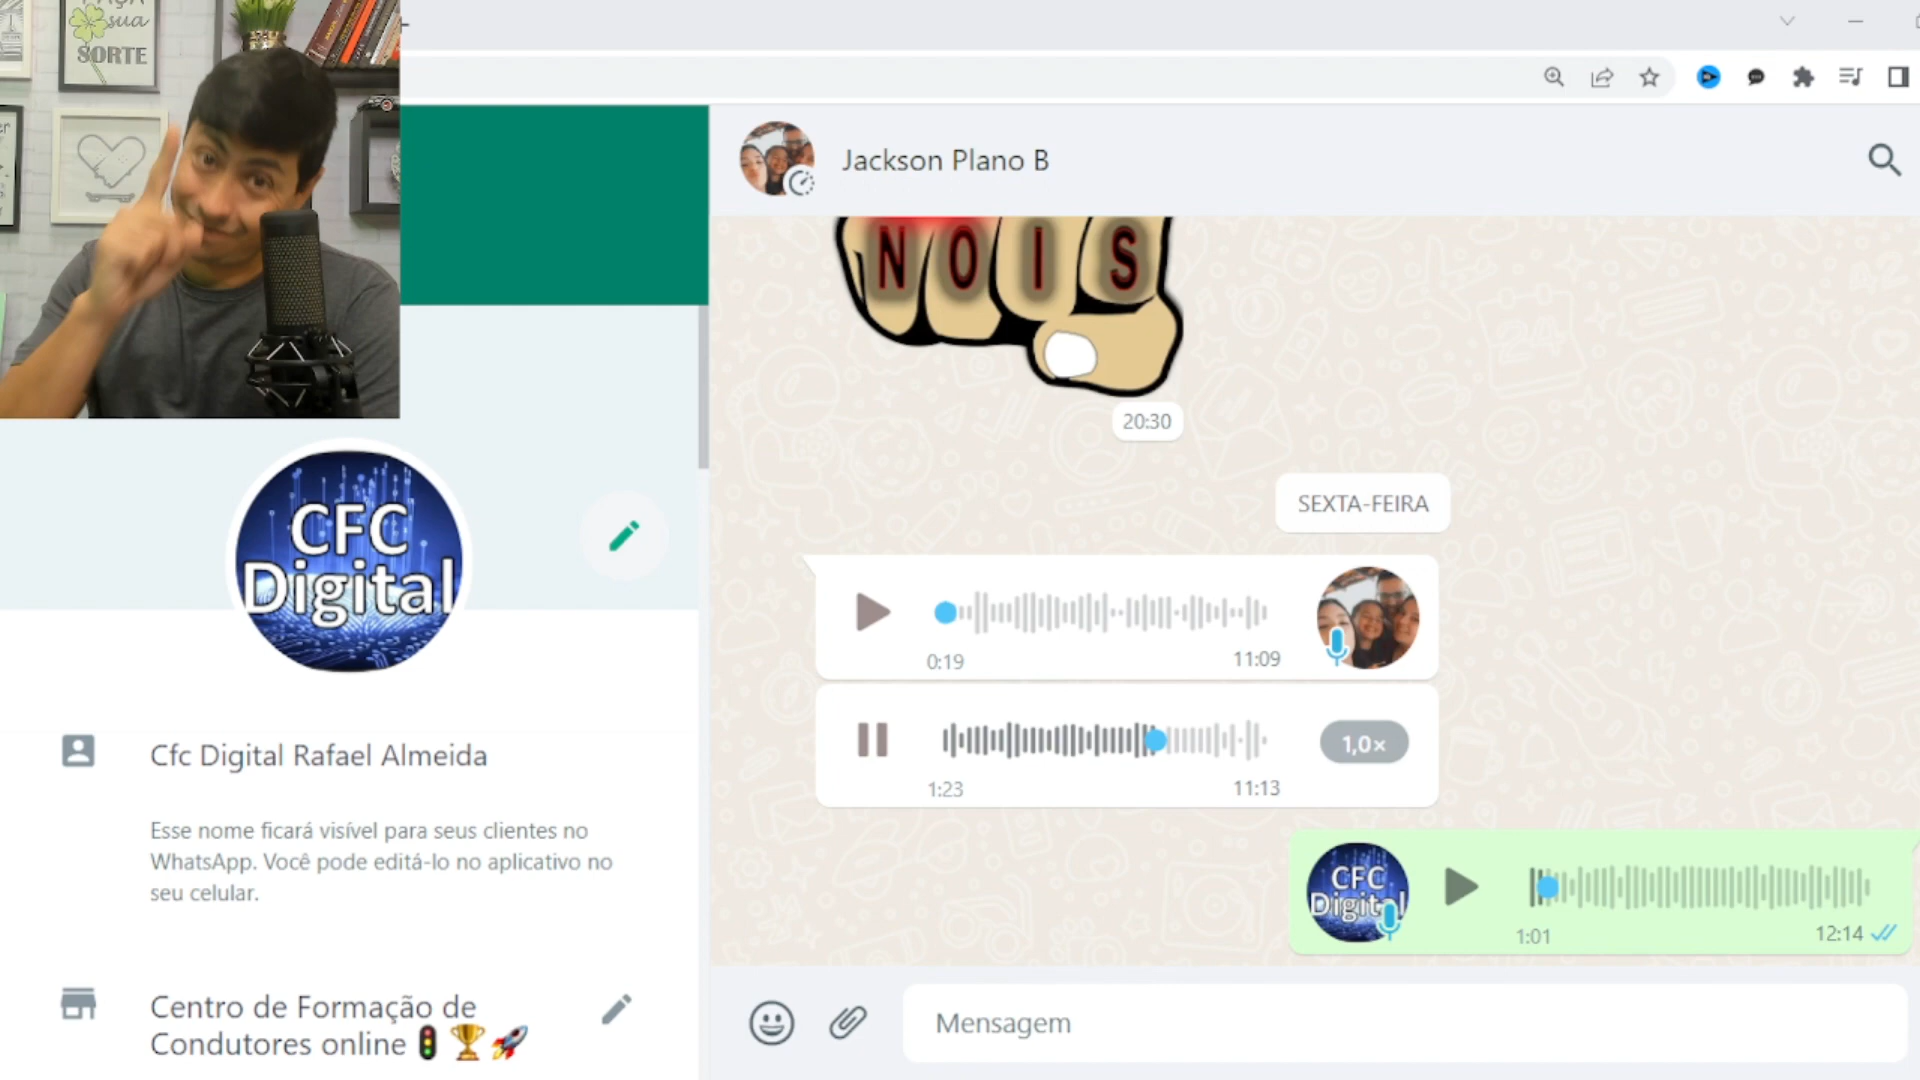 sua
SORTE
Jackson Plano B
NOIS
20:30
SEXTA-FEIRA
0:19
11:09
1,0×
1:23
11:13
CFC
Digital
1:01
12:14
CFC
Digital
Cfc Digital Rafael Almeida
Esse nome ficará visível para seus clientes no
WhatsApp. Você pode editá-lo no aplicativo no
seu celular.
Centro de Formação de
Condutores online 🚦🏆🚀
Mensagem